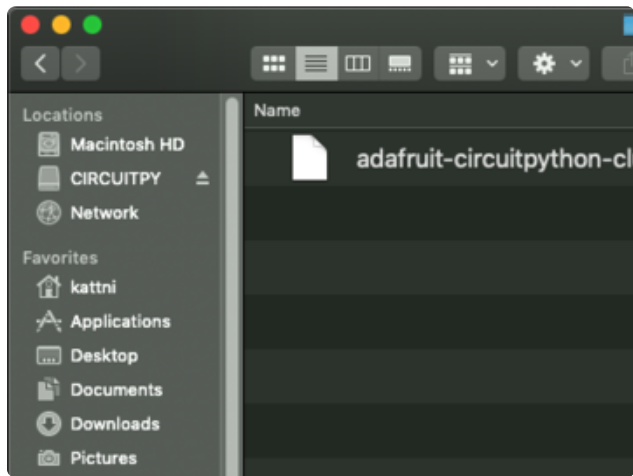 Name
adafruit-circuitpython-cl
Locations
Macintosh HD
CIRCUITPY
Network
Favorites
kattni
Applications
Desktop
Documents
Downloads
Pictures